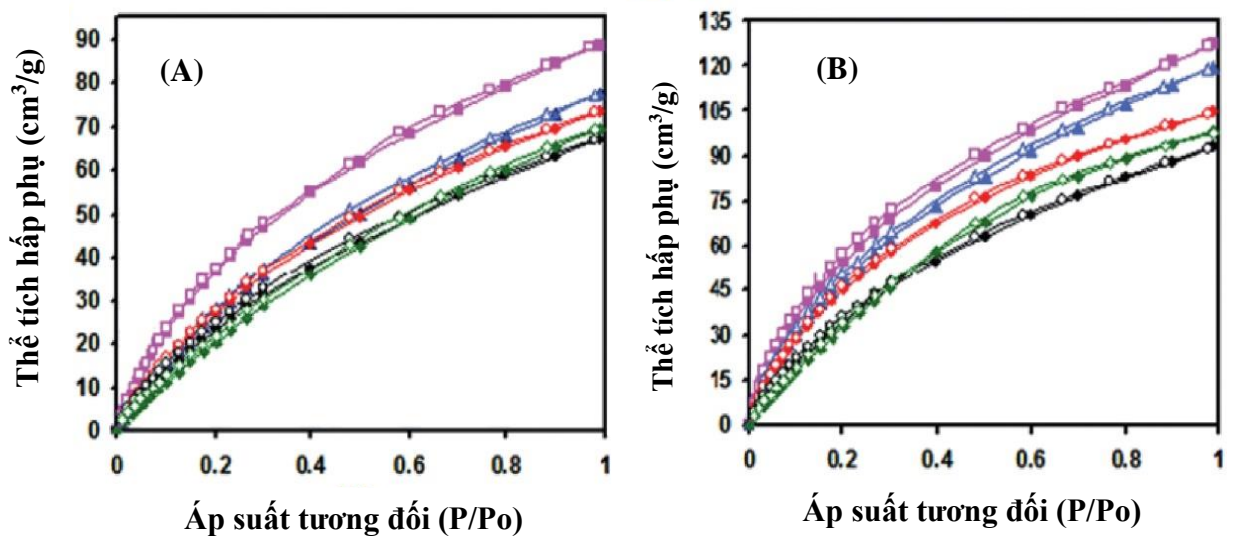 (A)
Thể tích hấp phụ (cm³/g)
90
80
70
60
50
40
30
20
10
0
0 0.2 0.4 0.6 0.8 1
Áp suất tương đối (P/Po)
(B)
Thể tích hấp phụ (cm³/g)
135
120
105
90
75
60
45
30
15
0
0 0.2 0.4 0.6 0.8 1
Áp suất tương đối (P/Po)